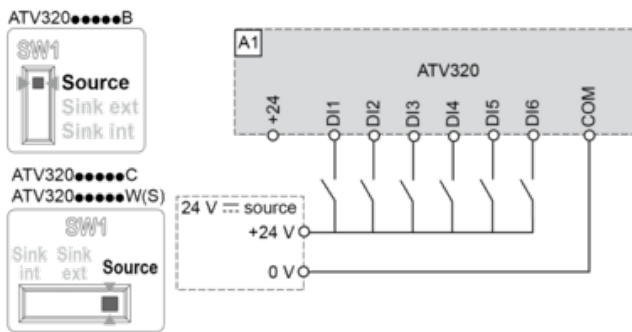 ATV320●●●●●B
SW1
Source
Sink ext
Sink int
ATV320●●●●●C
ATV320●●●●●W(S)
SW1
Sink int
Sink ext
Source
A1
ATV320
+24
DI1
DI2
DI3
DI4
DI5
DI6
COM
24 V ⎓ source
+24 V
0 V